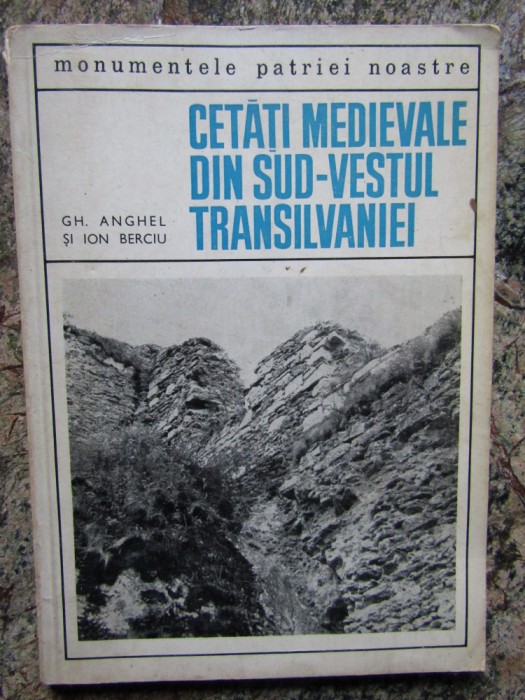 monumentele patriei noastre
CETĂȚI MEDIEVALE
DIN SUD-VESTUL
TRANSILVANIEI
GH. ANGHEL
ȘI ION BERCIU